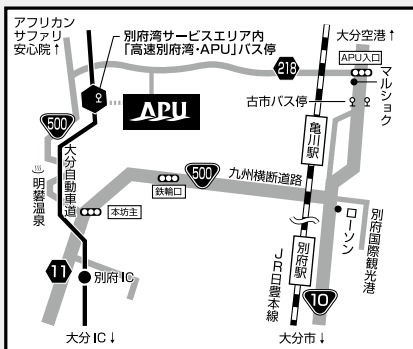 アフリカン
サファリ
安心院↑
別府湾サービスエリア内
「高速別府湾・APU」バス停
大分空港↑
APU入口
218
マルショク
古市バス停
APU
500
大分自動車道
明礬温泉
亀川駅
500
九州横断道路
鉄輪口
本坊主
ローソン
別府国際観光港
11
別府IC
別府駅
JR日豊本線
10
大分IC↓
大分市↓